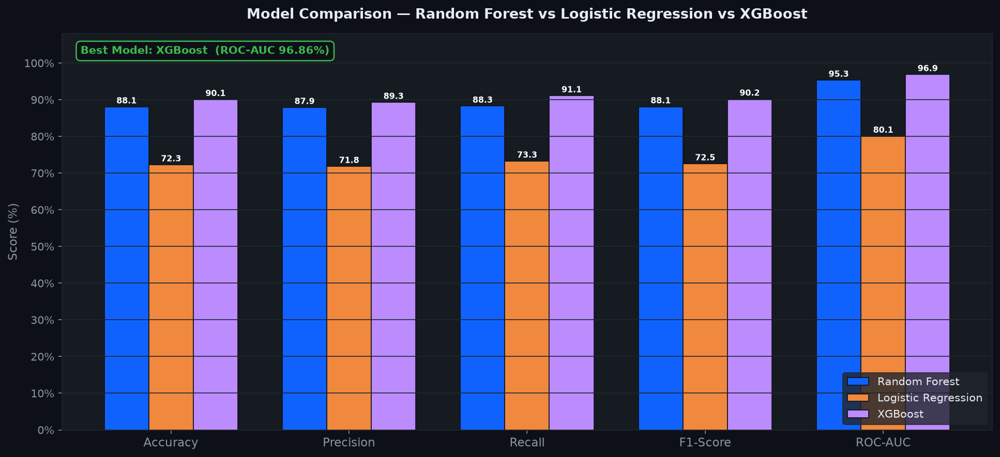 Model Comparison — Random Forest vs Logistic Regression vs XGBoost
Best Model: XGBoost (ROC-AUC 96.86%)
Score (%)
100%
90%
80%
70%
60%
50%
40%
30%
20%
10%
0%
88.1
72.3
90.1
87.9
71.8
89.3
88.3
73.3
91.1
88.1
72.5
90.2
95.3
80.1
96.9
Accuracy
Precision
Recall
F1-Score
ROC-AUC
Random Forest
Logistic Regression
XGBoost